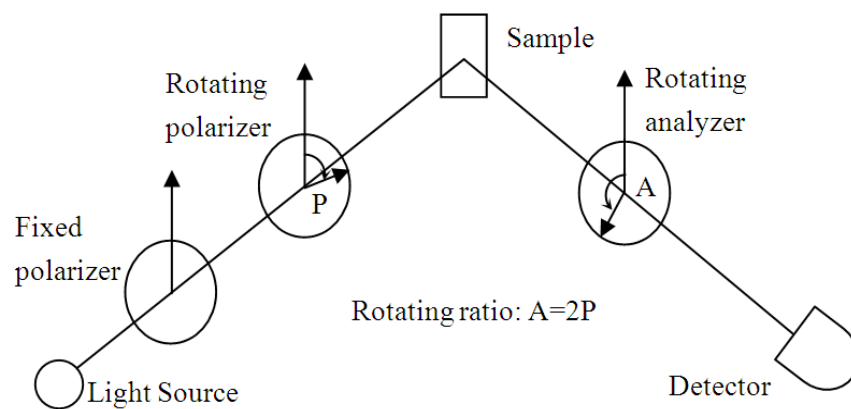 Sample
Rotating
polarizer
Rotating
analyzer
P
A
Fixed
polarizer
Rotating ratio: A=2P
Light Source
Detector